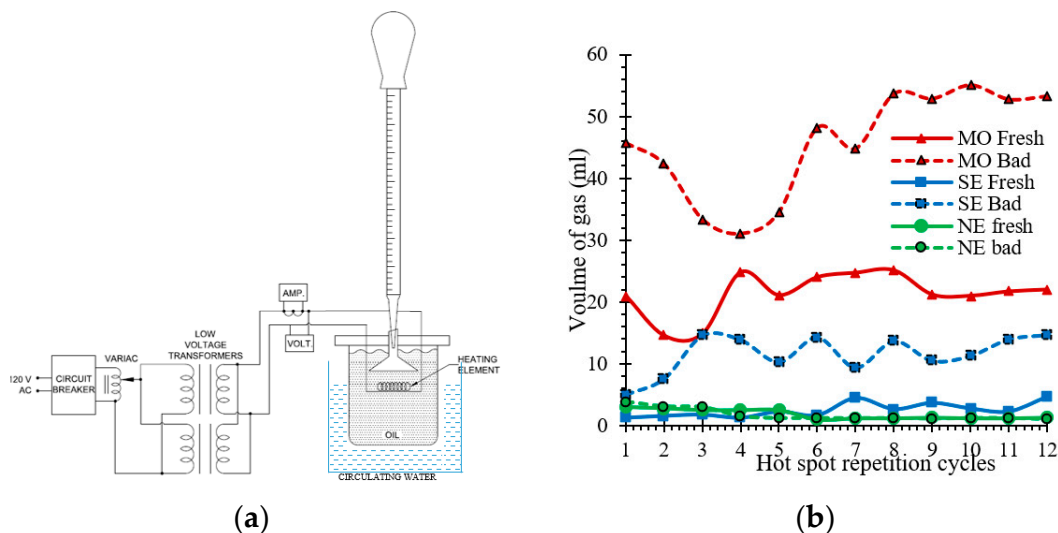 AMP.
VOLT.
LOW
VOLTAGE
TRANSFORMERS
VARIAC
120 V
AC
CIRCUIT
BREAKER
HEATING
ELEMENT
OIL
CIRCULATING WATER
(a)
Voulme of gas (ml)
60
50
40
30
20
10
0
MO Fresh
MO Bad
SE Fresh
SE Bad
NE fresh
NE bad
1 2 3 4 5 6 7 8 9 10 11 12
Hot spot repetition cycles
(b)